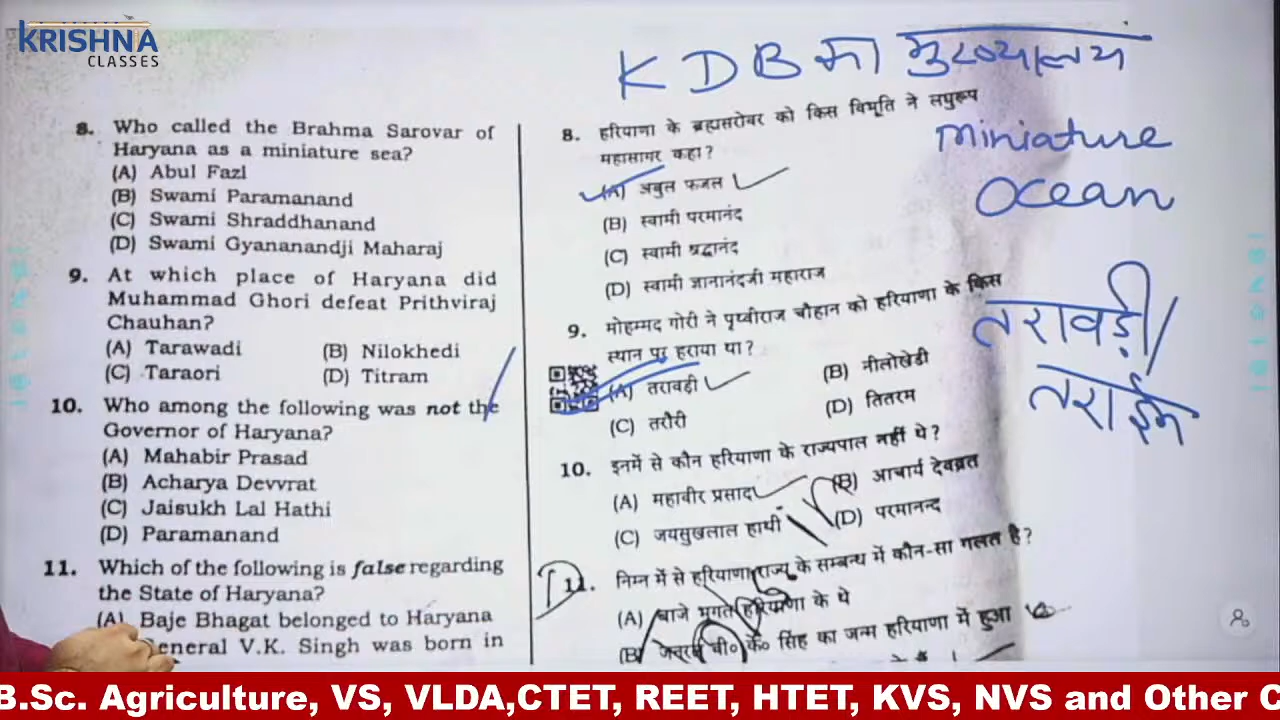 KRISHNA
CLASSES
KDB का मुख्यालय
8. Who called the Brahma Sarovar of
Haryana as a miniature sea?
(A) Abul Fazl
(B) Swami Paramanand
(C) Swami Shraddhanand
(D) Swami Gyananandji Maharaj
9. At which place of Haryana did
Muhammad Ghori defeat Prithviraj
Chauhan?
(A) Tarawadi (B) Nilokhedi
(C) Taraori (D) Titram
10. Who among the following was not the
Governor of Haryana?
(A) Mahabir Prasad
(B) Acharya Devvrat
(C) Jaisukh Lal Hathi
(D) Paramanand
11. Which of the following is false regarding
the State of Haryana?
(A) Baje Bhagat belonged to Haryana
eneral V.K. Singh was born in
8. हरियाणा के ब्रह्मसरोवर को किस विभूति ने लघुरूप
महासागर कहा?
(A) अबुल फजल
(B) स्वामी परमानंद
(C) स्वामी श्रद्धानंद
(D) स्वामी ज्ञानानंदजी महाराज
miniature
ocean
9. मोहम्मद गोरी ने पृथ्वीराज चौहान को हरियाणा के किस
स्थान पर हराया था?
(A) तरावड़ी (B) नीलोखेडी
(C) तरौरी (D) तितरम
तरावड़ी/
तराईन
10. इनमें से कौन हरियाणा के राज्यपाल नहीं थे?
(A) महावीर प्रसाद (B) आचार्य देवव्रत
(C) जयसुखलाल हाथी (D) परमानन्द
11. निम्न में से हरियाणा राज्य के सम्बन्ध में कौन-सा गलत है?
(A) बाजे भगत हरियाणा के थे
(B) जनरल वी० के० सिंह का जन्म हरियाणा में हुआ
B.Sc. Agriculture, VS, VLDA,CTET, REET, HTET, KVS, NVS and Other C